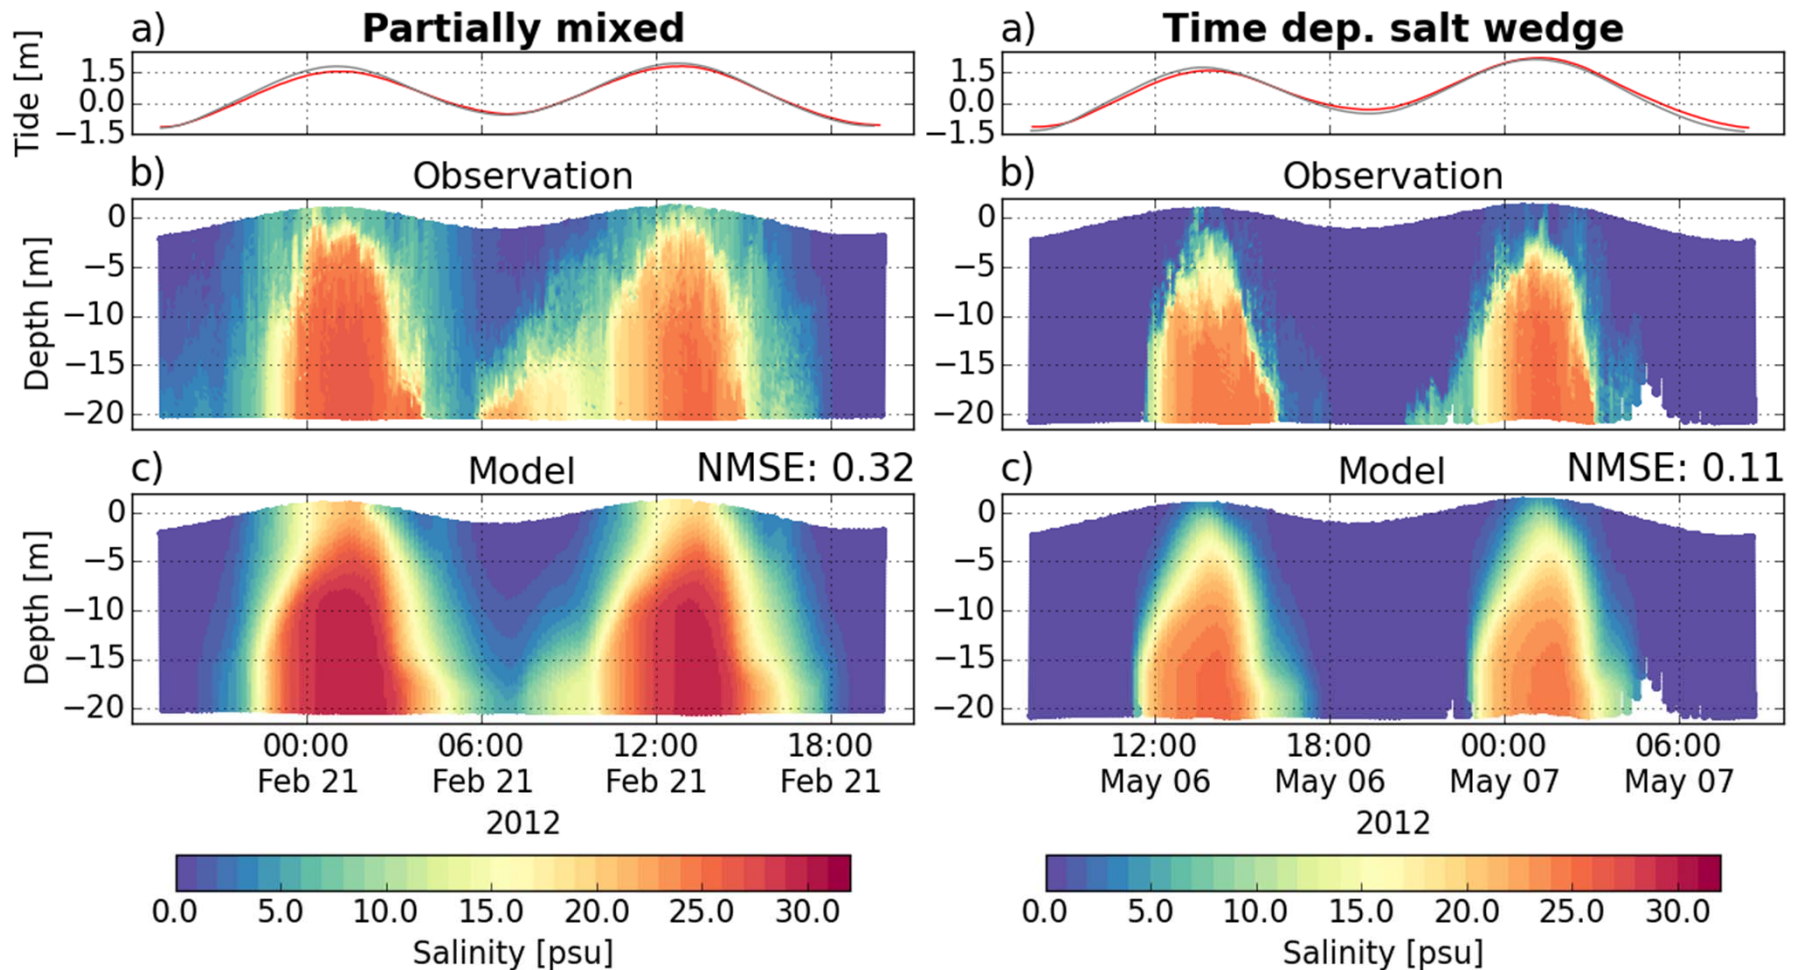 a) Partially mixed
Tide [m]
1.5
0.0
−1.5
b) Observation
Depth [m]
0
−5
−10
−15
−20
c) Model NMSE: 0.32
Depth [m]
0
−5
−10
−15
−20
00:00 06:00 12:00 18:00
Feb 21 Feb 21 Feb 21 Feb 21
2012
0.0 5.0 10.0 15.0 20.0 25.0 30.0
Salinity [psu]
a) Time dep. salt wedge
1.5
0.0
−1.5
b) Observation
0
−5
−10
−15
−20
c) Model NMSE: 0.11
0
−5
−10
−15
−20
12:00 18:00 00:00 06:00
May 06 May 06 May 07 May 07
2012
0.0 5.0 10.0 15.0 20.0 25.0 30.0
Salinity [psu]